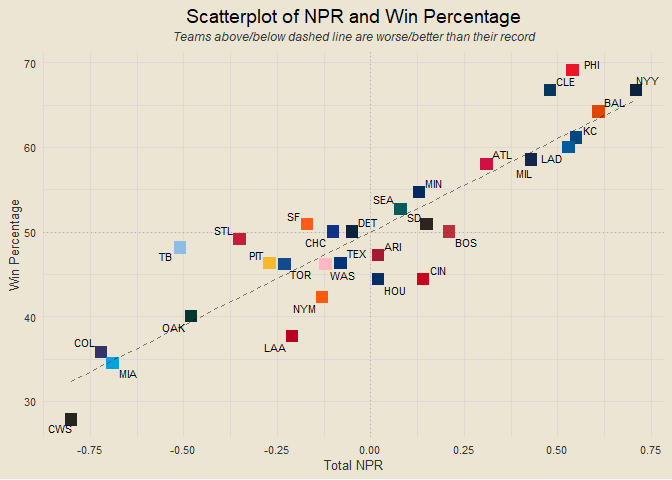 Scatterplot of NPR and Win Percentage
Teams above/below dashed line are worse/better than their record
70
PHI
CLE
NYY
BAL
KC
60
ATL
LAD
MIL
MIN
SEA
SF
SD
50
STL
DET
CHC
BOS
TB
PIT
TEX
ARI
TOR
WAS
CIN
HOU
NYM
40
OAK
LAA
COL
MIA
30
CWS
Win Percentage
-0.75
-0.50
-0.25
0.00
0.25
0.50
0.75
Total NPR